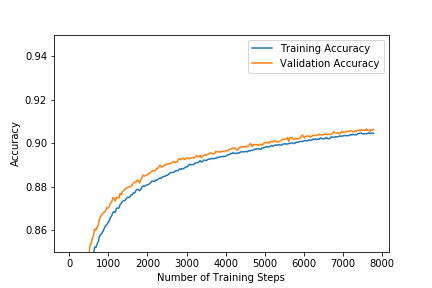 Training Accuracy
Validation Accuracy
0.94
0.92
0.90
0.88
0.86
Accuracy
0 1000 2000 3000 4000 5000 6000 7000 8000
Number of Training Steps